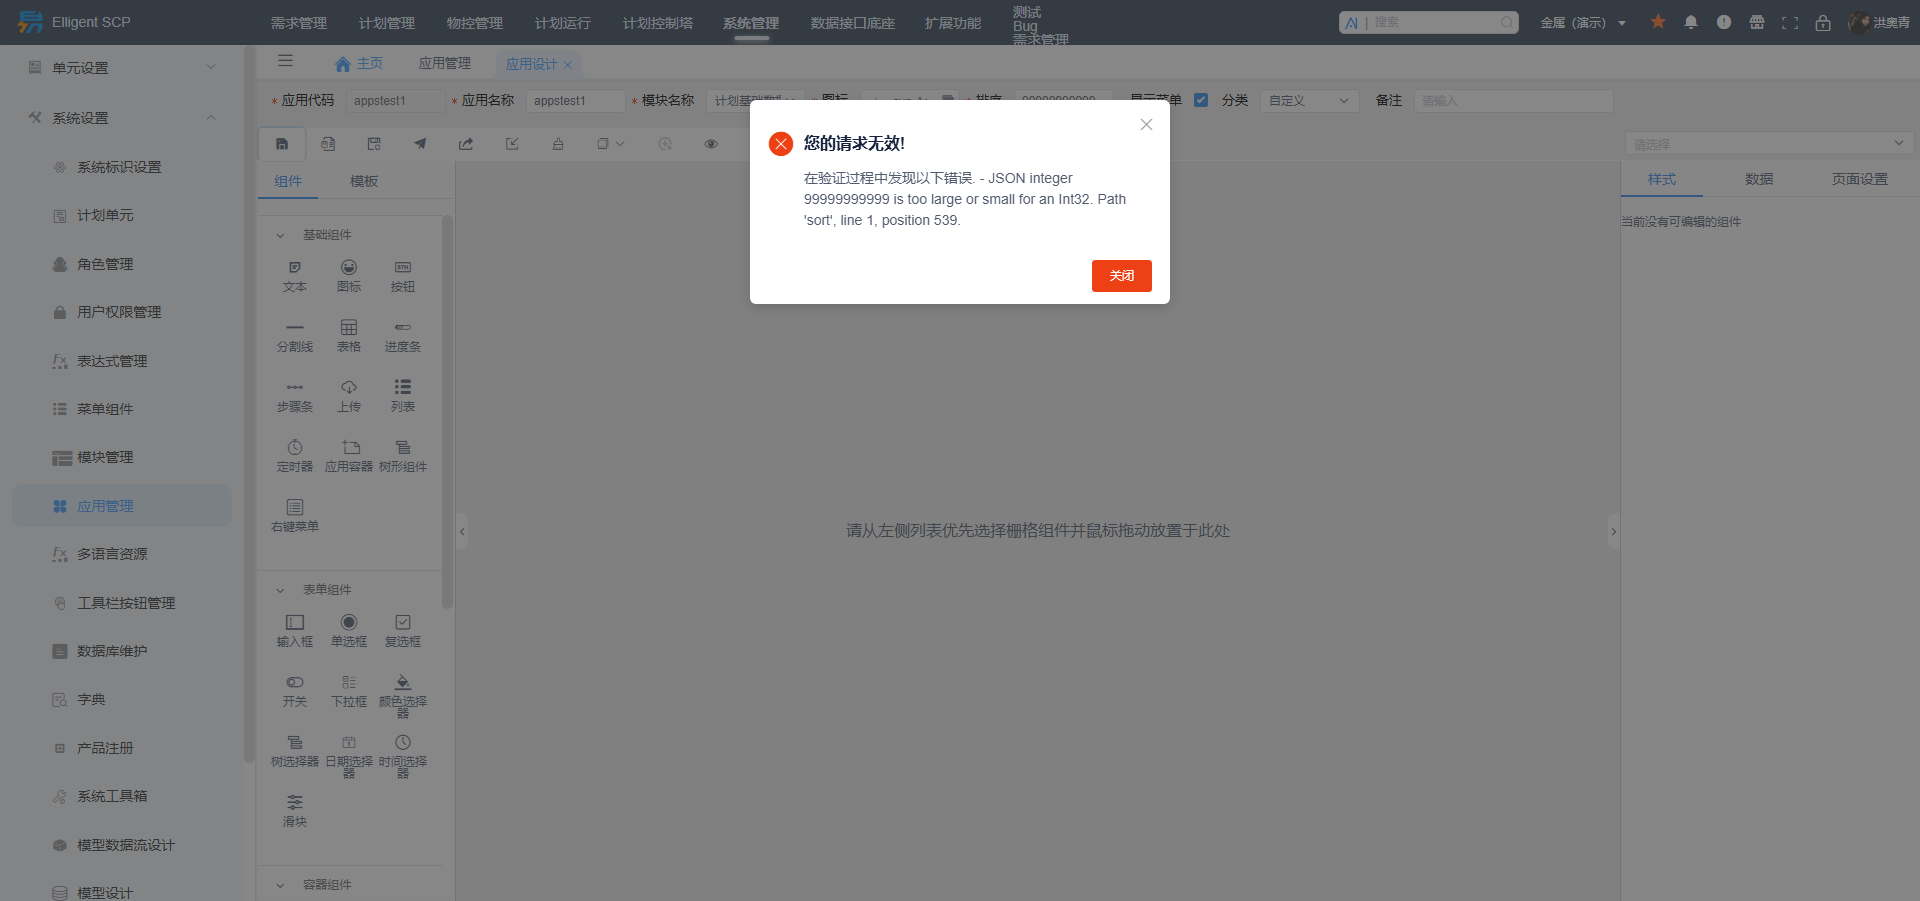 Elligent SCP
需求管理
计划管理
物控管理
计划运行
计划控制塔
系统管理
数据接口底座
扩展功能
测试
Bug
需求管理
搜索
金属（演示）
洪奥青
单元设置
系统设置
系统标识设置
计划单元
角色管理
用户权限管理
表达式管理
菜单组件
模块管理
应用管理
多语言资源
工具栏按钮管理
数据库维护
字典
产品注册
系统工具箱
模型数据流设计
模型设计
主页
应用管理
应用设计
* 应用代码
appstest1
* 应用名称
appstest1
* 模块名称
显示菜单
分类
自定义
备注
请输入
请选择
组件
模板
基础组件
文本
图标
按钮
分割线
表格
进度条
步骤条
上传
列表
定时器
应用容器
树形组件
右键菜单
表单组件
输入框
单选框
复选框
开关
下拉框
颜色选择
器
树选择器
日期选择
器
时间选择
器
滑块
容器组件
您的请求无效!
在验证过程中发现以下错误. - JSON integer
99999999999 is too large or small for an Int32. Path
'sort', line 1, position 539.
关闭
请从左侧列表优先选择栅格组件并鼠标拖动放置于此处
样式
数据
页面设置
当前没有可编辑的组件